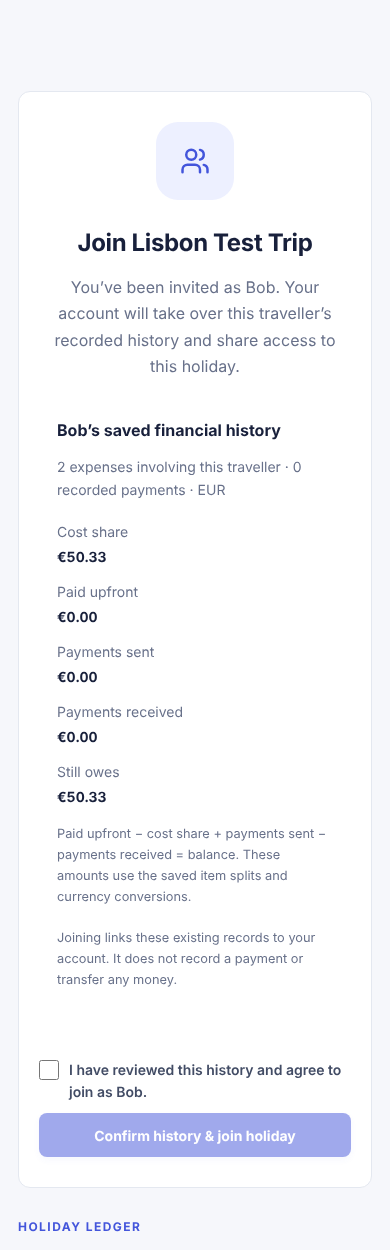 Join Lisbon Test Trip
You’ve been invited as Bob. Your
account will take over this traveller’s
recorded history and share access to
this holiday.
Bob’s saved financial history
2 expenses involving this traveller · 0
recorded payments · EUR
Cost share
€50.33
Paid upfront
€0.00
Payments sent
€0.00
Payments received
€0.00
Still owes
€50.33
Paid upfront − cost share + payments sent −
payments received = balance. These
amounts use the saved item splits and
currency conversions.
Joining links these existing records to your
account. It does not record a payment or
transfer any money.
I have reviewed this history and agree to
join as Bob.
Confirm history & join holiday
HOLIDAY LEDGER